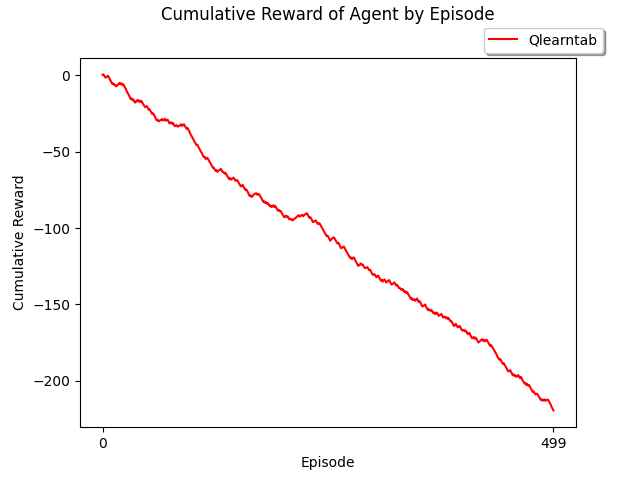 Cumulative Reward of Agent by Episode
Qlearntab
0
−50
−100
−150
−200
Cumulative Reward
0
499
Episode